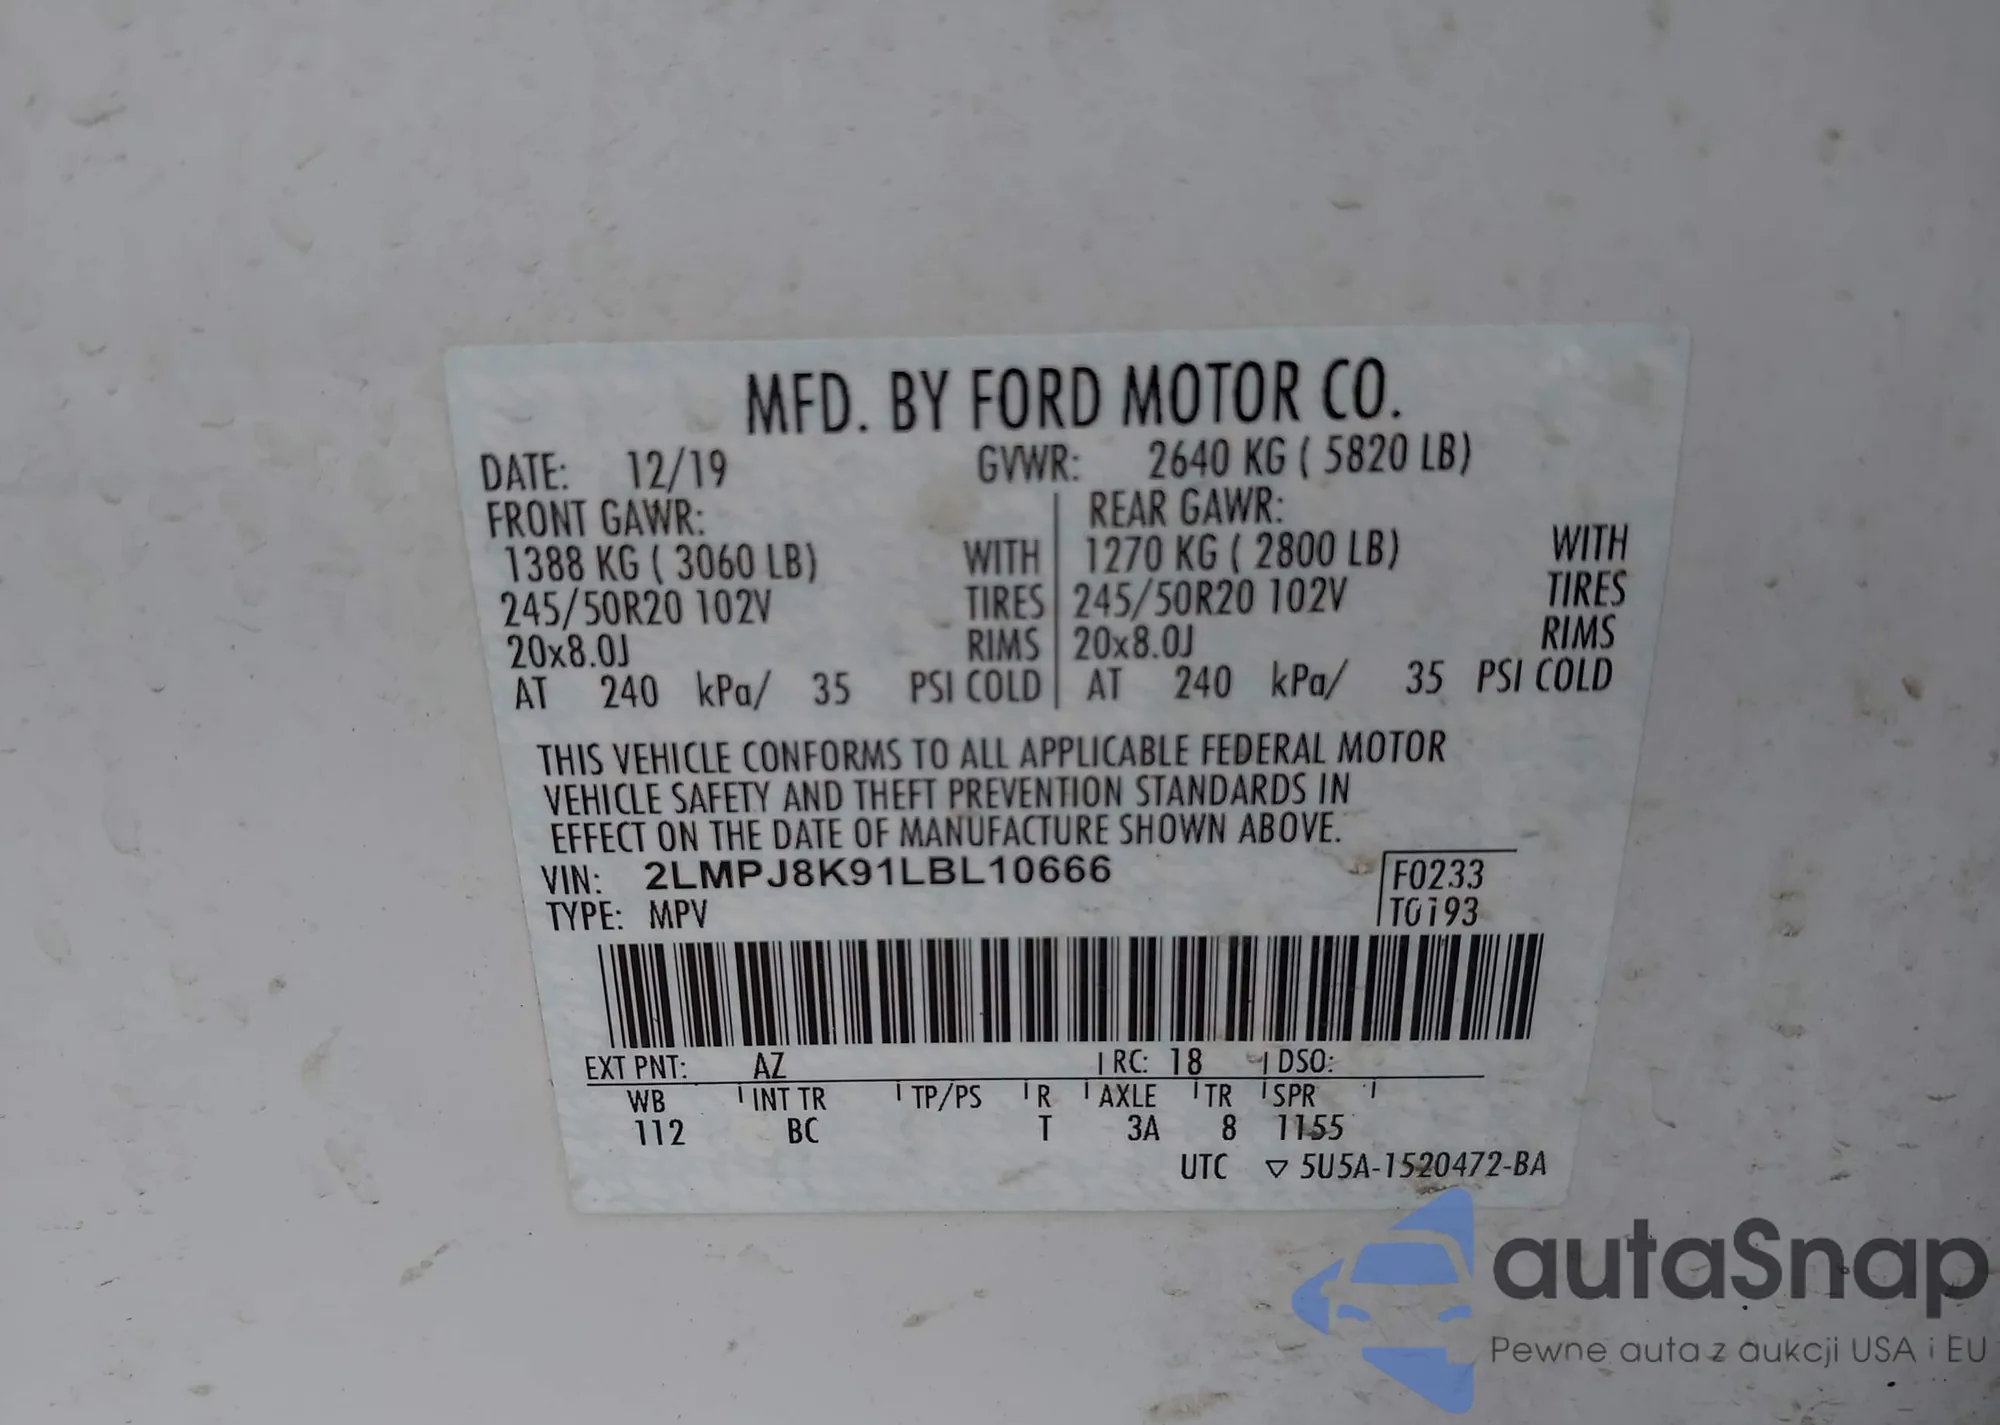 MFD. BY FORD MOTOR CO.
DATE: 12/19 GVWR: 2640 KG ( 5820 LB)
FRONT GAWR: REAR GAWR:
1388 KG ( 3060 LB) WITH 1270 KG ( 2800 LB) WITH
245/50R20 102V TIRES 245/50R20 102V TIRES
20x8.0J RIMS 20x8.0J RIMS
AT 240 kPa/ 35 PSI COLD AT 240 kPa/ 35 PSI COLD
THIS VEHICLE CONFORMS TO ALL APPLICABLE FEDERAL MOTOR
VEHICLE SAFETY AND THEFT PREVENTION STANDARDS IN
EFFECT ON THE DATE OF MANUFACTURE SHOWN ABOVE.
VIN: 2LMPJ8K91LBL10666 F0233
TYPE: MPV T0193
EXT PNT: AZ RC: 18 DSO:
WB INT TR TP/PS R AXLE TR SPR
112 BC T 3A 8 1155
UTC ▽ 5U5A-1520472-BA
autaSnap
Pewne auta z aukcji USA i EU